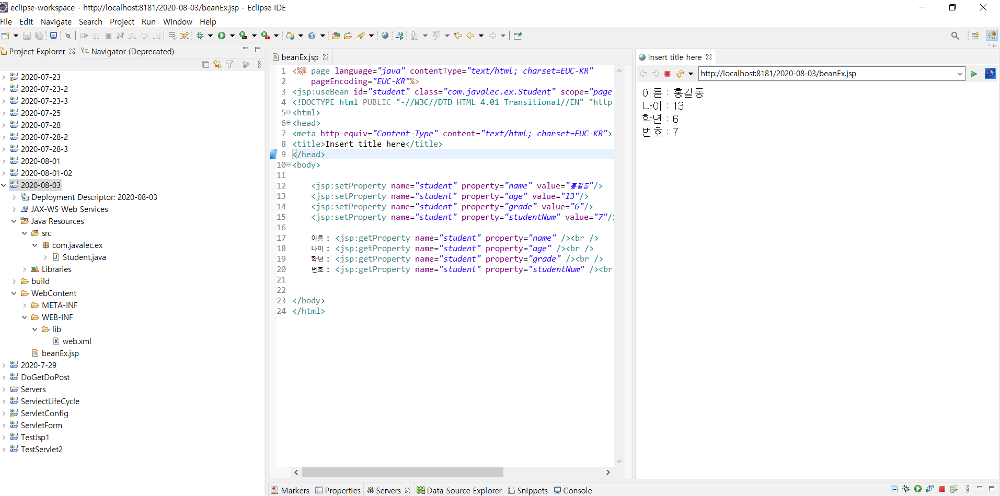 eclipse-workspace - http://localhost:8181/2020-08-03/beanEx.jsp - Eclipse IDE
File Edit Navigate Search Project Run Window Help
Project Explorer
Navigator (Deprecated)
2020-07-23
2020-07-23-2
2020-07-23-3
2020-07-25
2020-07-28
2020-07-28-2
2020-07-28-3
2020-08-01
2020-08-01-02
2020-08-03
Deployment Descriptor: 2020-08-03
JAX-WS Web Services
Java Resources
src
com.javalec.ex
Student.java
Libraries
build
WebContent
META-INF
WEB-INF
lib
web.xml
beanEx.jsp
2020-7-29
DoGetDoPost
Servers
ServiectLifeCycle
ServletConfig
ServletForm
TestJsp1
TestServlet2
beanEx.jsp
1 <%@ page language="java" contentType="text/html; charset=EUC-KR"
2 pageEncoding="EUC-KR"%>
3 <jsp:useBean id="student" class="com.javalec.ex.Student" scope="page
4 <!DOCTYPE html PUBLIC "-//W3C//DTD HTML 4.01 Transitional//EN" "http
5 <html>
6 <head>
7 <meta http-equiv="Content-Type" content="text/html; charset=EUC-KR">
8 <title>Insert title here</title>
9 </head>
10 <body>
11
12 <jsp:setProperty name="student" property="name" value="홍길동"/>
13 <jsp:setProperty name="student" property="age" value="13"/>
14 <jsp:setProperty name="student" property="grade" value="6"/>
15 <jsp:setProperty name="student" property="studentNum" value="7"/
16
17 이름 : <jsp:getProperty name="student" property="name" /><br />
18 나이 : <jsp:getProperty name="student" property="age" /><br />
19 학년 : <jsp:getProperty name="student" property="grade" /><br />
20 번호 : <jsp:getProperty name="student" property="studentNum" /><br
21
22
23 </body>
24 </html>
Insert title here
http://localhost:8181/2020-08-03/beanEx.jsp
이름 : 홍길동
나이 : 13
학년 : 6
번호 : 7
Markers Properties Servers Data Source Explorer Snippets Console